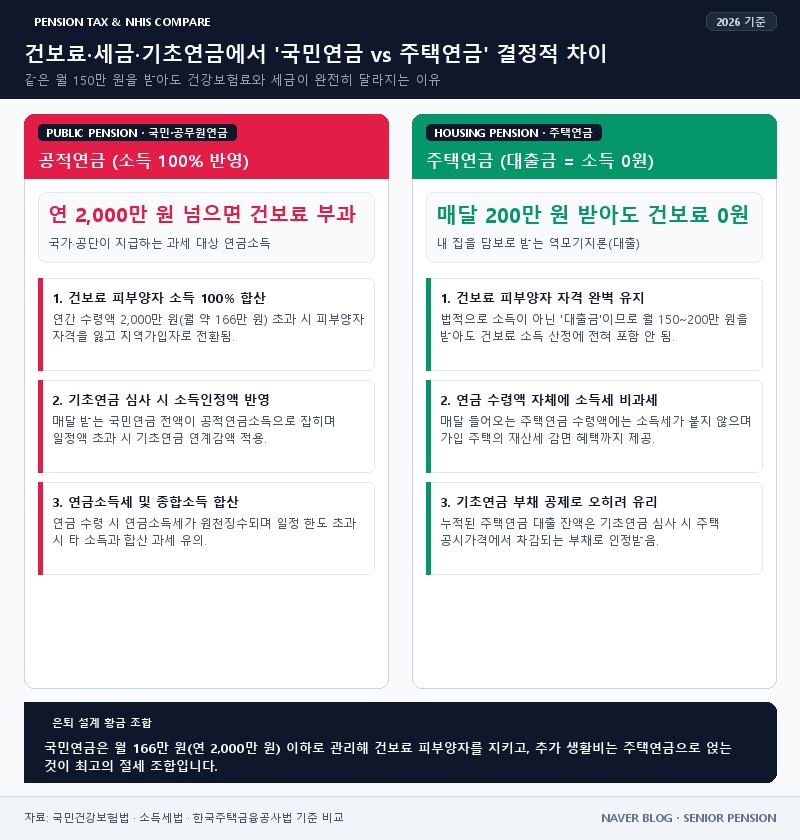 PENSION TAX & NHIS COMPARE
2026 기준
건보료·세금·기초연금에서 '국민연금 vs 주택연금' 결정적 차이
같은 월 150만 원을 받아도 건강보험료와 세금이 완전히 달라지는 이유
PUBLIC PENSION · 국민·공무원연금
공적연금 (소득 100% 반영)
연 2,000만 원 넘으면 건보료 부과
국가·공단이 지급하는 과세 대상 연금소득
1. 건보료 피부양자 소득 100% 합산
연간 수령액 2,000만 원(월 약 166만 원) 초과 시 피부양자
자격을 잃고 지역가입자로 전환됨.
2. 기초연금 심사 시 소득인정액 반영
매달 받는 국민연금 전액이 공적연금소득으로 잡히며
일정액 초과 시 기초연금 연계감액 적용.
3. 연금소득세 및 종합소득 합산
연금 수령 시 연금소득세가 원천징수되며 일정 한도 초과
시 타 소득과 합산 과세 유의.
HOUSING PENSION · 주택연금
주택연금 (대출금 = 소득 0원)
매달 200만 원 받아도 건보료 0원
내 집을 담보로 받는 역모기지론(대출)
1. 건보료 피부양자 자격 완벽 유지
법적으로 소득이 아닌 '대출금'이므로 월 150~200만 원을
받아도 건보료 소득 산정에 전혀 포함 안 됨.
2. 연금 수령액 자체에 소득세 비과세
매달 들어오는 주택연금 수령액에는 소득세가 붙지 않으며
가입 주택의 재산세 감면 혜택까지 제공.
3. 기초연금 부채 공제로 오히려 유리
누적된 주택연금 대출 잔액은 기초연금 심사 시 주택
공시가격에서 차감되는 부채로 인정받음.
은퇴 설계 황금 조합
국민연금은 월 166만 원(연 2,000만 원) 이하로 관리해 건보료 피부양자를 지키고, 추가 생활비는 주택연금으로 얹는
것이 최고의 절세 조합입니다.
자료: 국민건강보험법 · 소득세법 · 한국주택금융공사법 기준 비교
NAVER BLOG · SENIOR PENSION